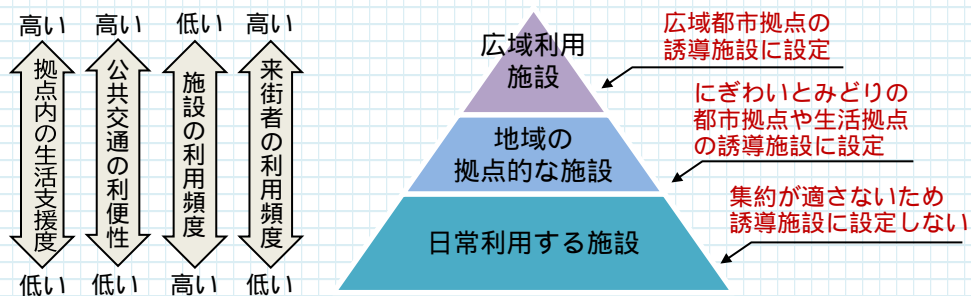 高い
拠点内の生活支援度
低い
高い
公共交通の利便性
低い
低い
施設の利用頻度
高い
高い
来街者の利用頻度
低い
広域利用
施設
地域の
拠点的な施設
日常利用する施設
広域都市拠点の
誘導施設に設定
にぎわいとみどりの
都市拠点や生活拠点
の誘導施設に設定
集約が適さないため
誘導施設に設定しない